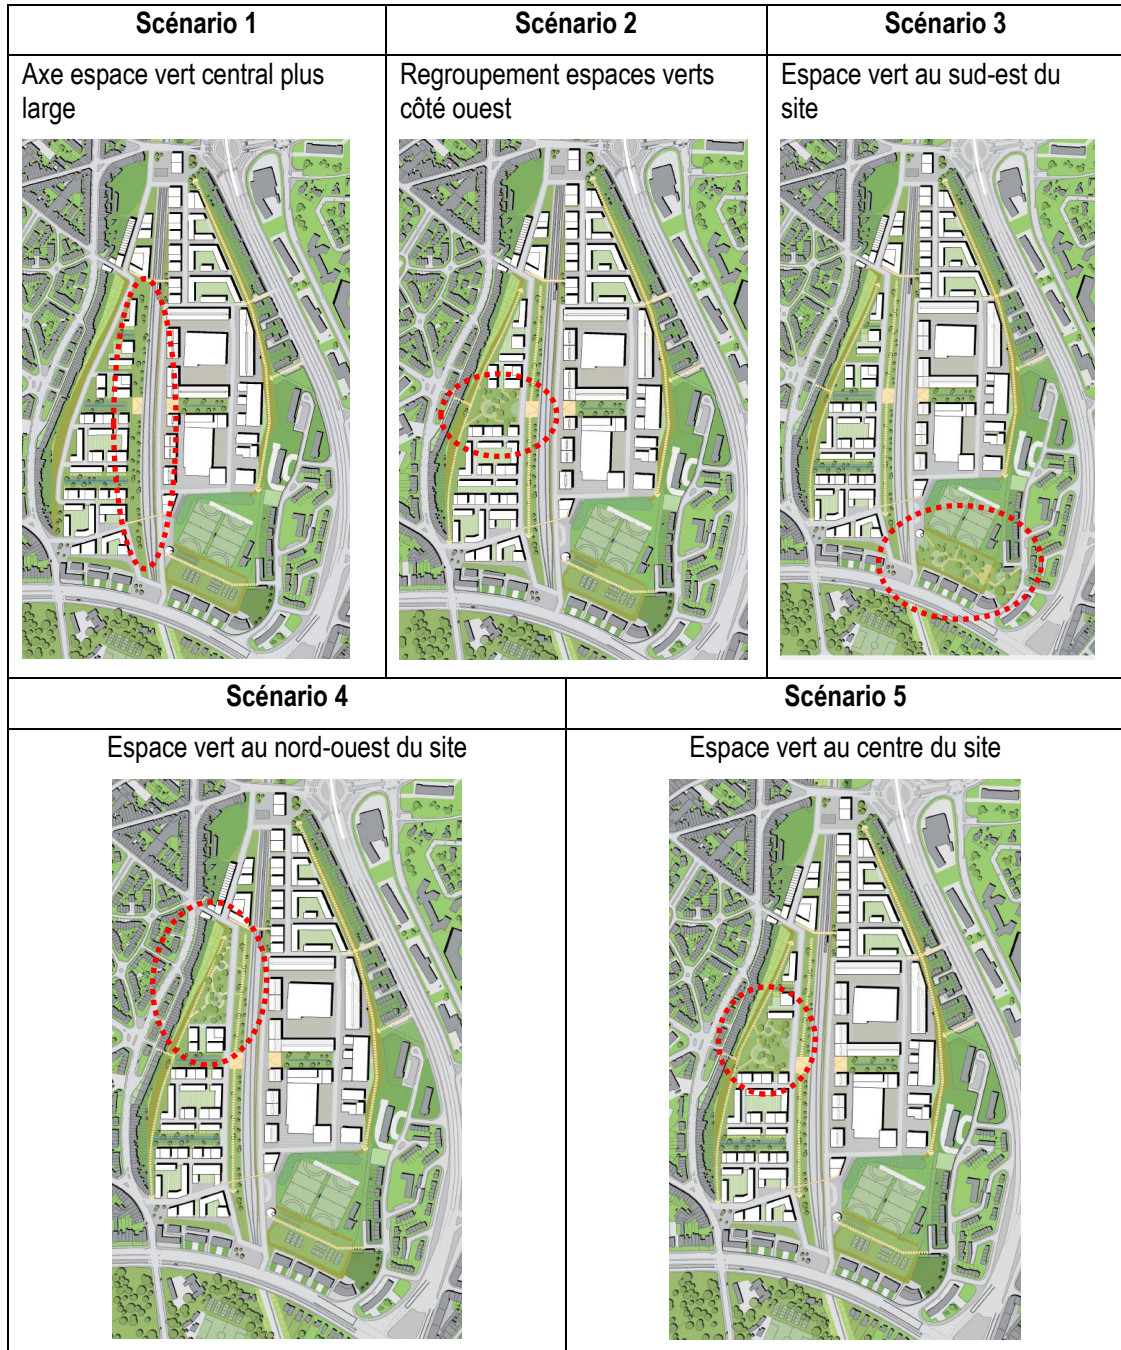 Scénario 1
Scénario 2
Scénario 3
Axe espace vert central plus
large
Regroupement espaces verts
côté ouest
Espace vert au sud-est du
site
Scénario 4
Scénario 5
Espace vert au nord-ouest du site
Espace vert au centre du site